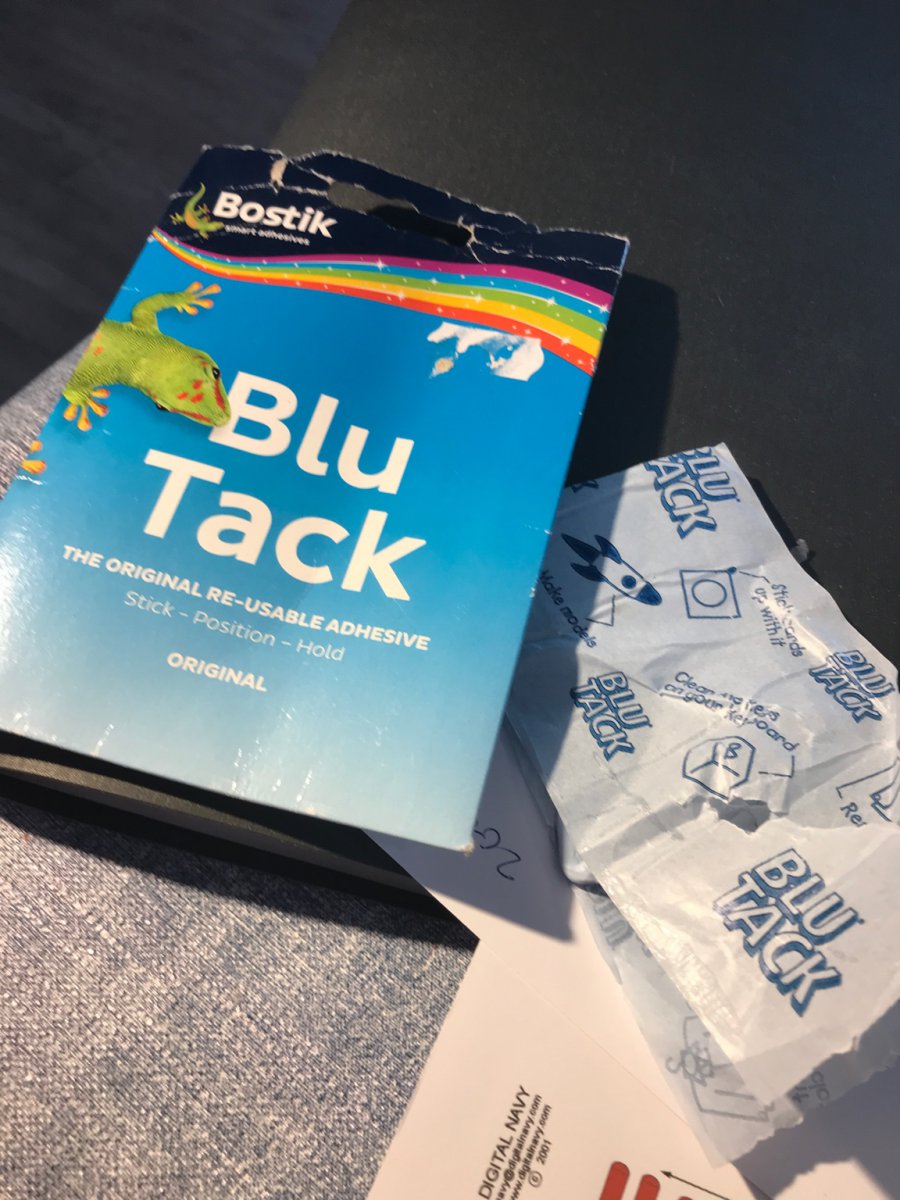 Bostik
smart adhesives
Blu
Tack
THE ORIGINAL RE-USABLE ADHESIVE
Stick - Position - Hold
ORIGINAL
BLU
TACK
Make models
Stick cards
up with it
BLU
TACK
Clean the keys
on your keyboard
B
BLU
TACK
BLU
TACK
DIGITAL NAVY
© 2001